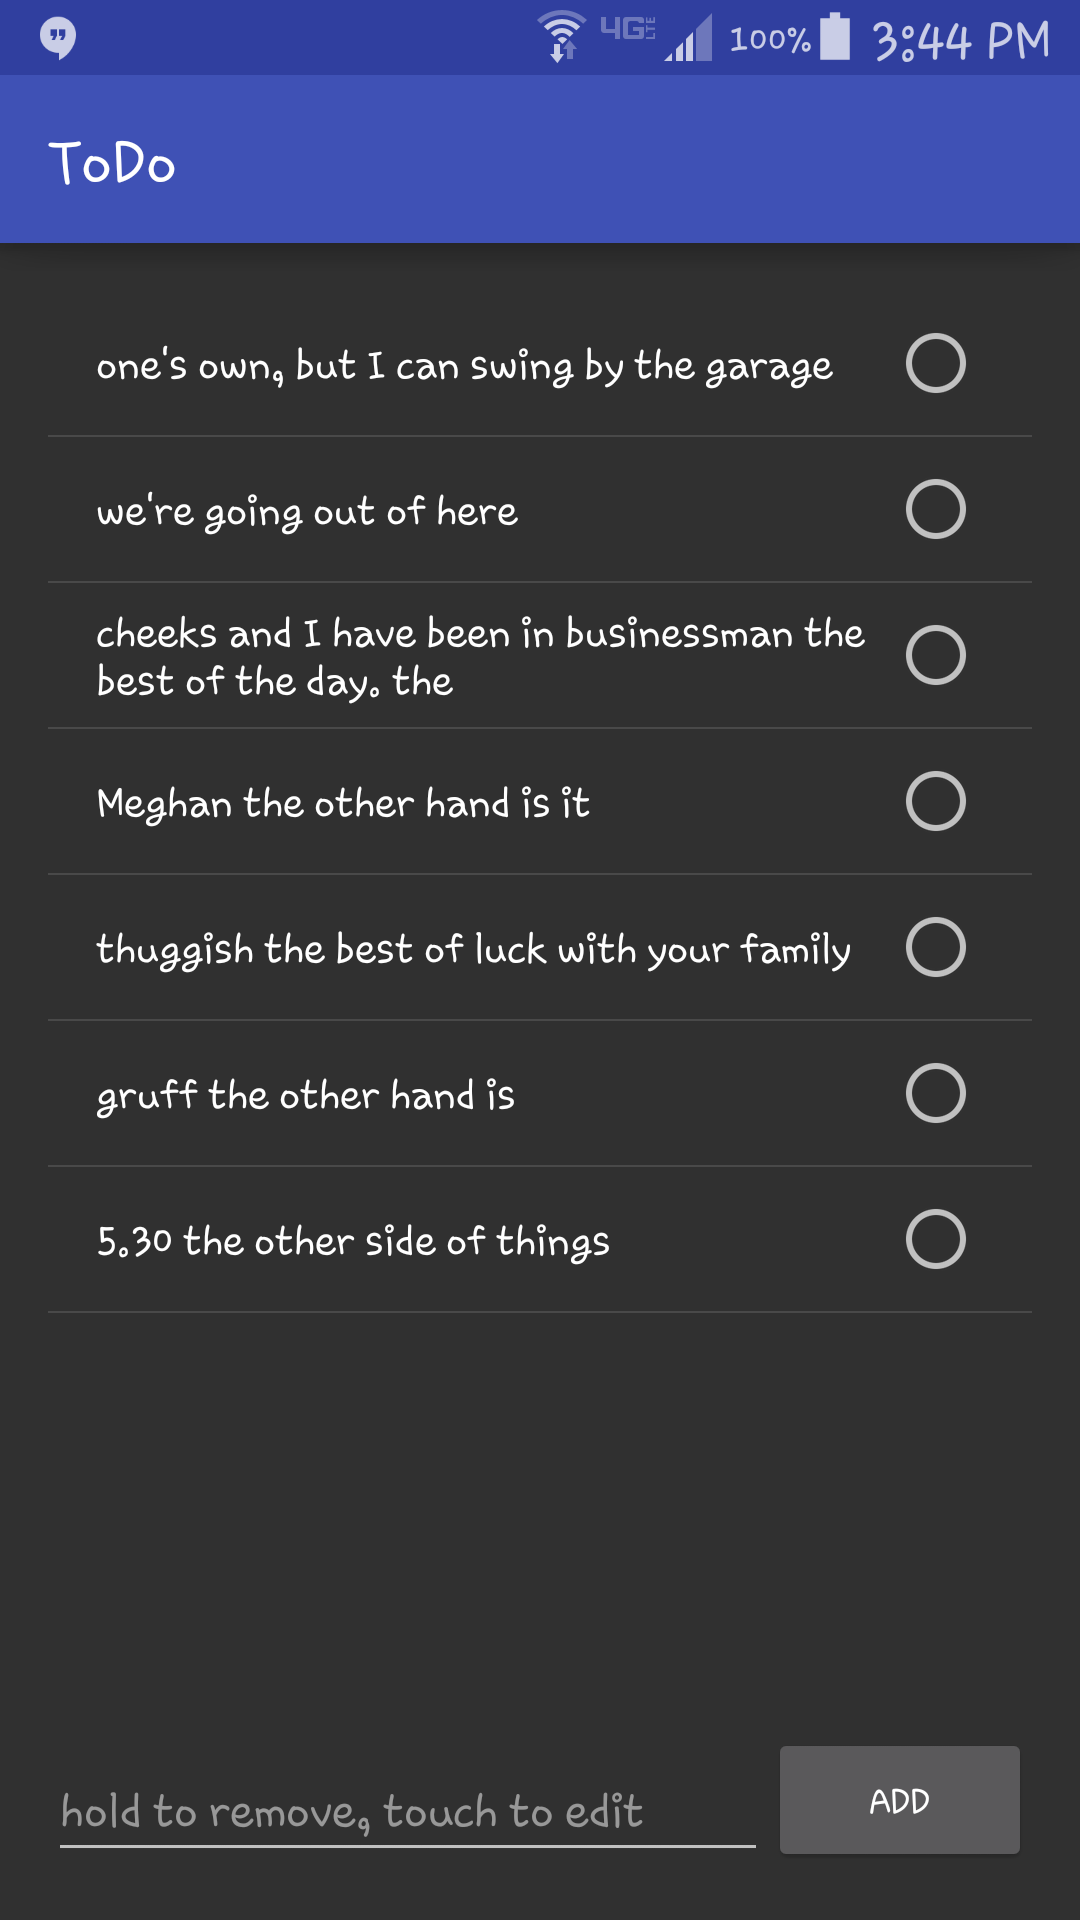 4G LTE 100% 3:44 PM
ToDo
one's own, but I can swing by the garage
we're going out of here
cheeks and I have been in businessman the
best of the day. the
Meghan the other hand is it
thuggish the best of luck with your family
gruff the other hand is
5.30 the other side of things
hold to remove, touch to edit
ADD